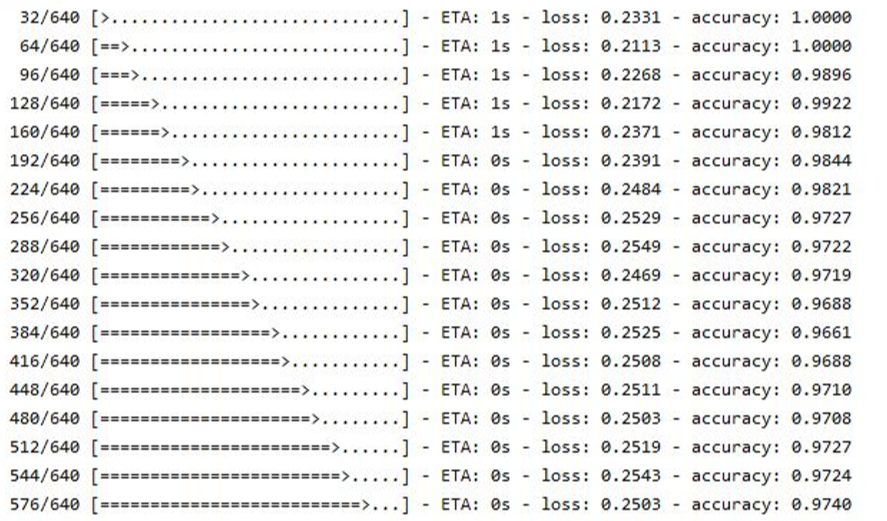 32/640 [>.............................] - ETA: 1s - loss: 0.2331 - accuracy: 1.0000
64/640 [==>...........................] - ETA: 1s - loss: 0.2113 - accuracy: 1.0000
96/640 [===>..........................] - ETA: 1s - loss: 0.2268 - accuracy: 0.9896
128/640 [=====>........................] - ETA: 1s - loss: 0.2172 - accuracy: 0.9922
160/640 [======>.......................] - ETA: 1s - loss: 0.2371 - accuracy: 0.9812
192/640 [========>.....................] - ETA: 0s - loss: 0.2391 - accuracy: 0.9844
224/640 [=========>....................] - ETA: 0s - loss: 0.2484 - accuracy: 0.9821
256/640 [===========>..................] - ETA: 0s - loss: 0.2529 - accuracy: 0.9727
288/640 [============>.................] - ETA: 0s - loss: 0.2549 - accuracy: 0.9722
320/640 [==============>...............] - ETA: 0s - loss: 0.2469 - accuracy: 0.9719
352/640 [===============>..............] - ETA: 0s - loss: 0.2512 - accuracy: 0.9688
384/640 [=================>............] - ETA: 0s - loss: 0.2525 - accuracy: 0.9661
416/640 [==================>...........] - ETA: 0s - loss: 0.2508 - accuracy: 0.9688
448/640 [====================>.........] - ETA: 0s - loss: 0.2511 - accuracy: 0.9710
480/640 [=====================>........] - ETA: 0s - loss: 0.2503 - accuracy: 0.9708
512/640 [=======================>......] - ETA: 0s - loss: 0.2519 - accuracy: 0.9727
544/640 [========================>.....] - ETA: 0s - loss: 0.2543 - accuracy: 0.9724
576/640 [==========================>...] - ETA: 0s - loss: 0.2503 - accuracy: 0.9740